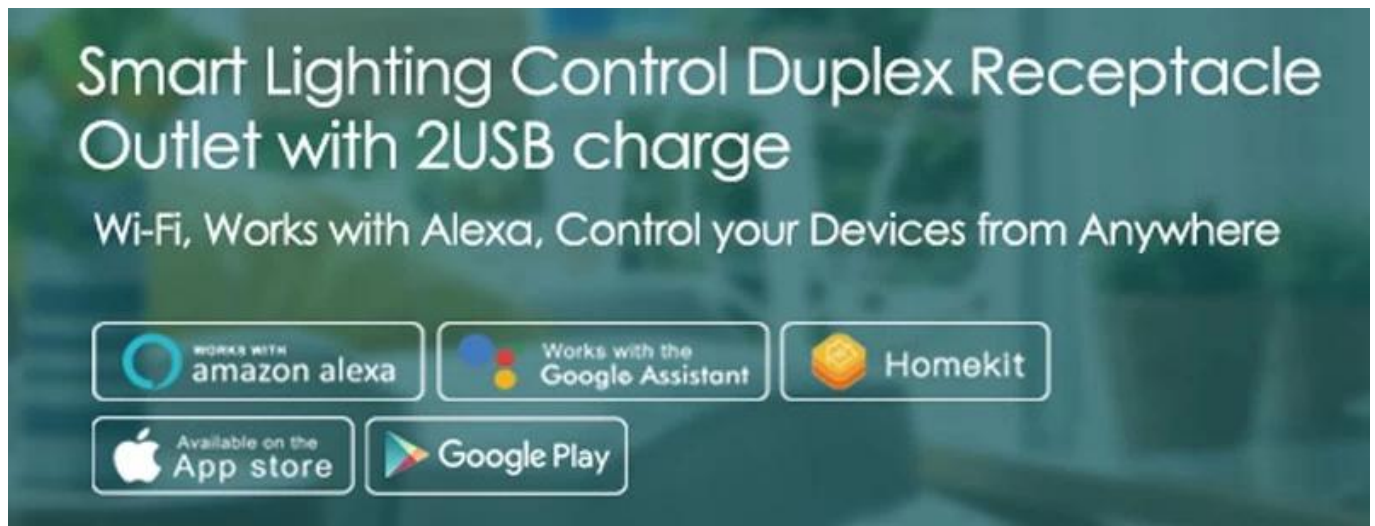 Smart Lighting Control Duplex Receptacle
Outlet with 2USB charge
Wi-Fi, Works with Alexa, Control your Devices from Anywhere
WORKS WITH
amazon alexa
Works with the
Google Assistant
Homekit
Available on the
App store
Google Play